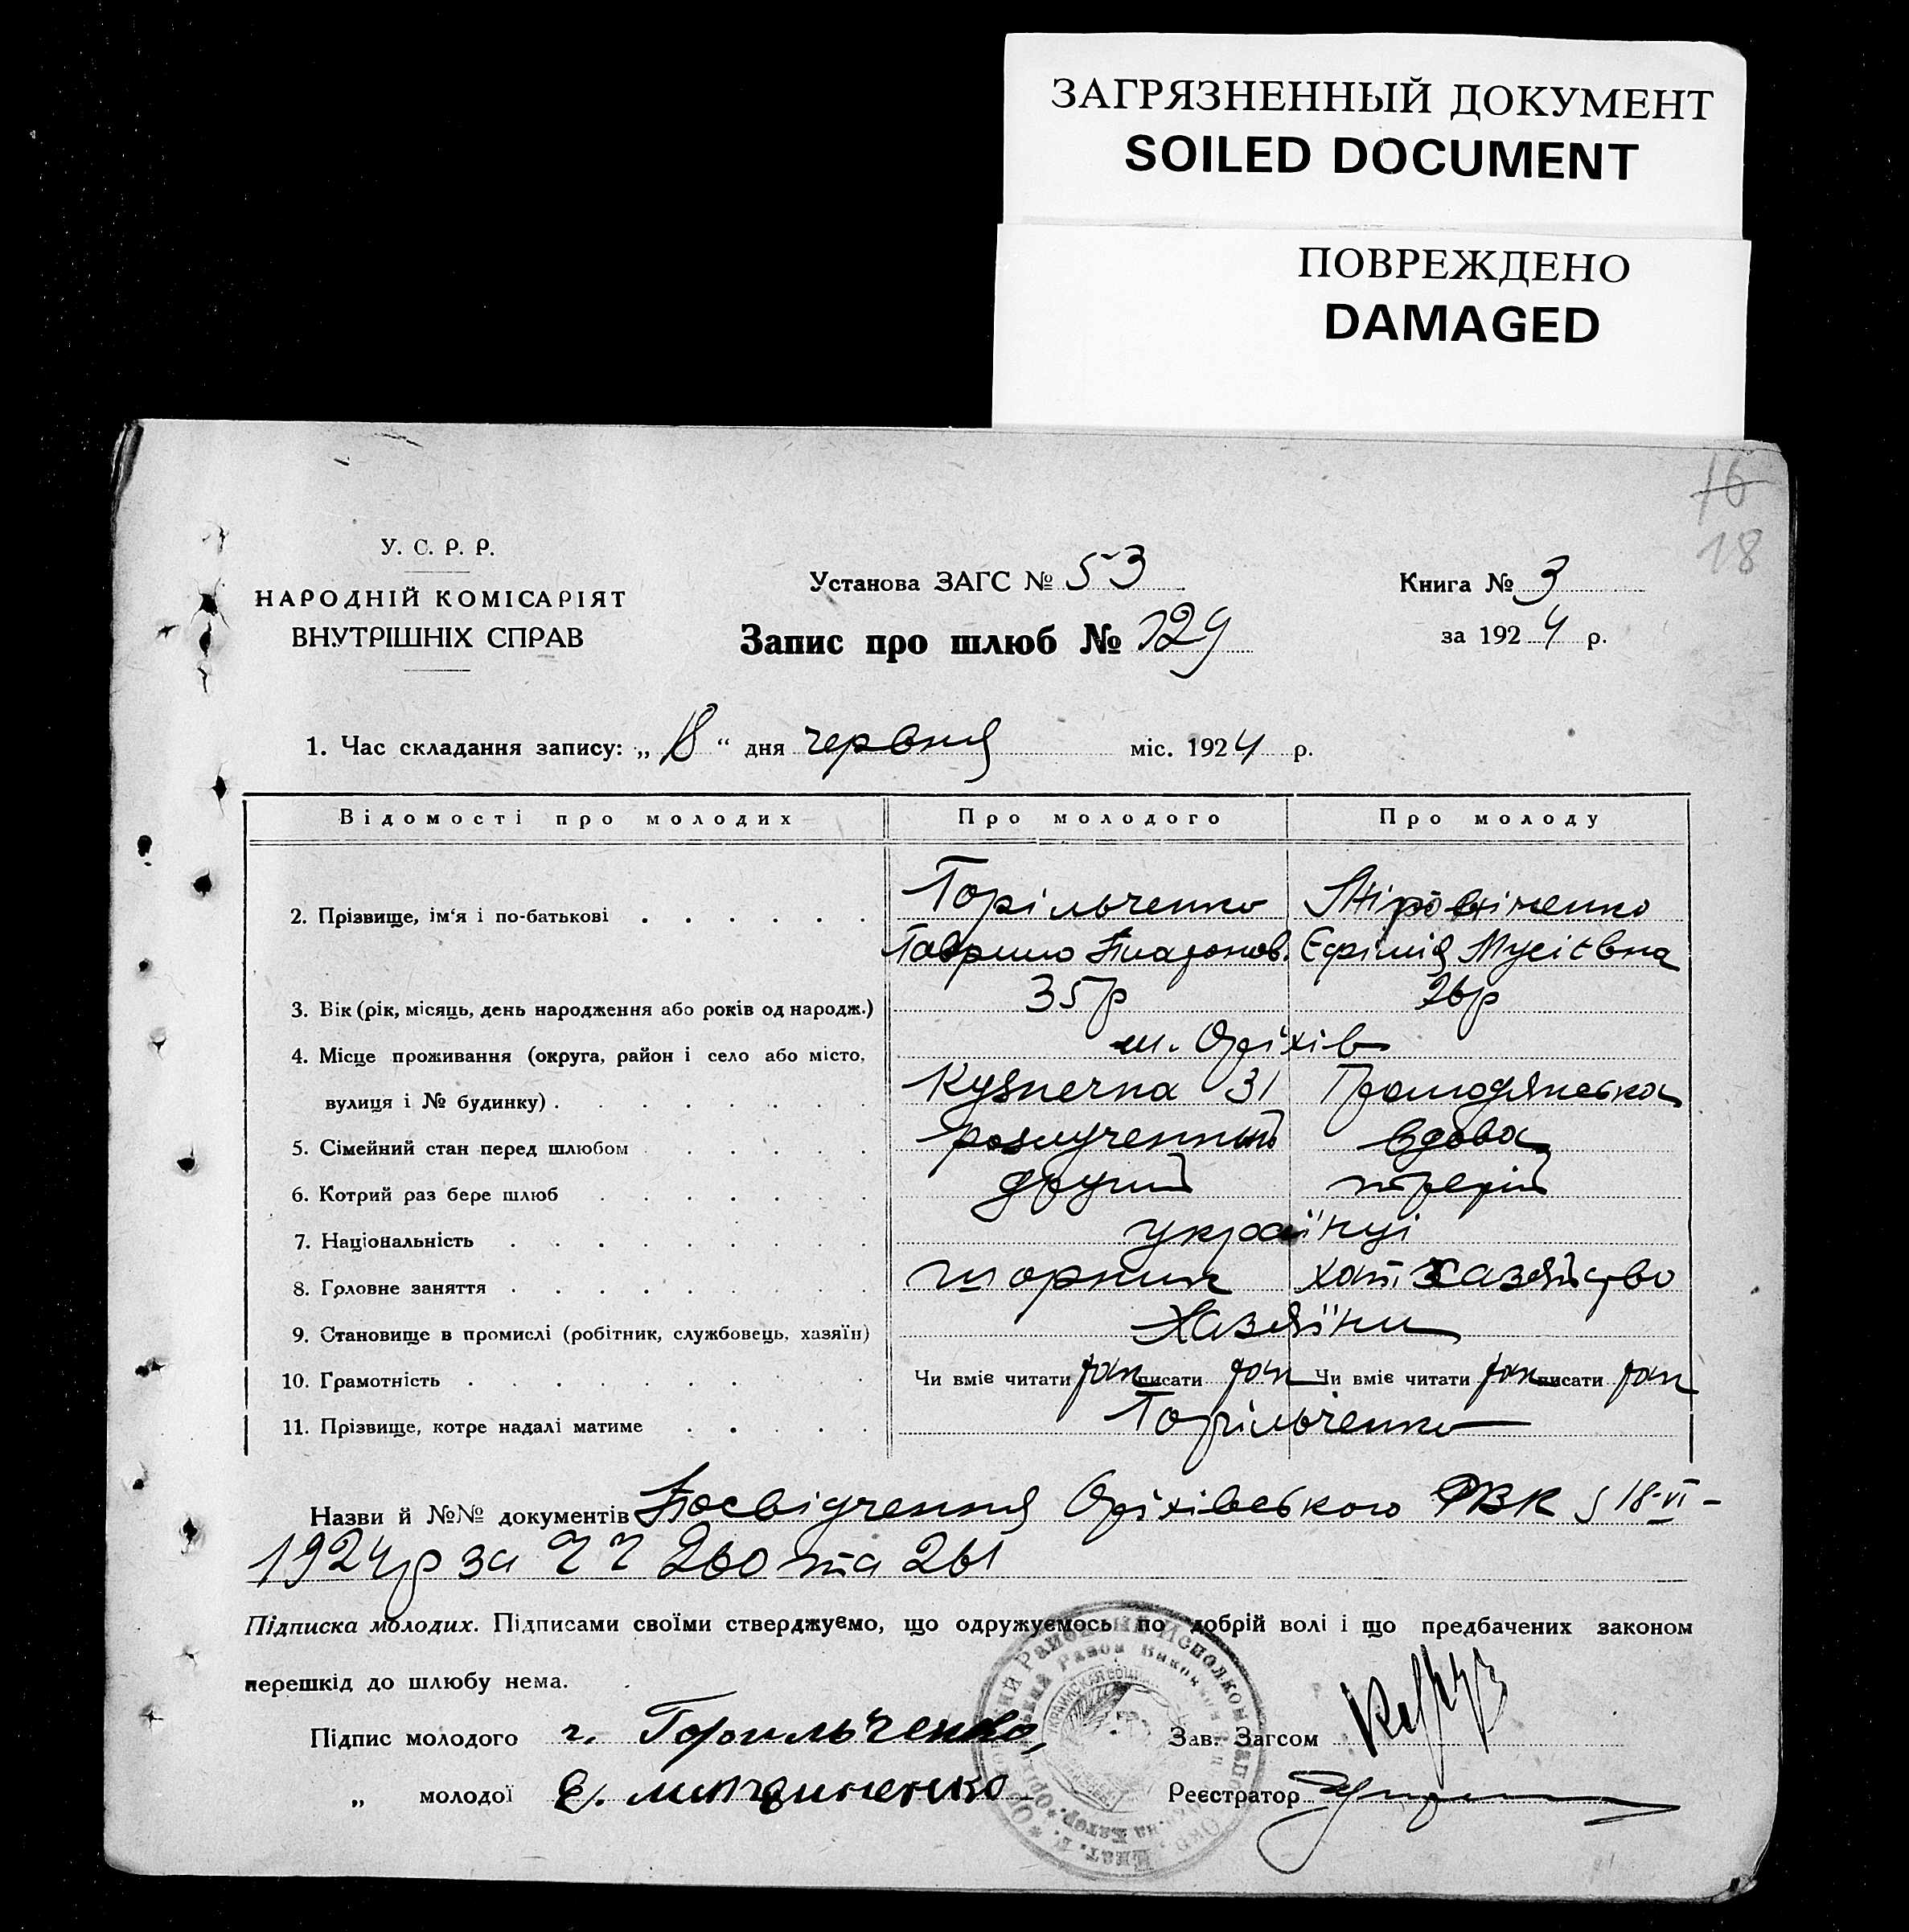 ЗАГРЯЗНЕННЫЙ ДОКУМЕНТ
SOILED DOCUMENT
ПОВРЕЖДЕНО
DAMAGED
16
18
У. С. Р. Р.
НАРОДНІЙ КОМІСАРІЯТ
ВНУТРІШНІХ СПРАВ
Установа ЗАГС № 53
Книга № 3
Запис про шлюб № 129
за 1924 р.
1. Час складання запису: „18“ дня червня міс. 1924 р.
Відомості про молодих Про молодого Про молоду
2. Прізвище, ім'я і по-батькові Горільченко
Гаврило Платонов. Єфимія Мусіївна
3. Вік (рік, місяць, день народження або років од народж.) 35 р 26 р
4. Місце проживання (округа, район і село або місто, м. Оріхів
вулиця і № будинку) Кузнечна 31 Громодянська
5. Сімейний стан перед шлюбом розлученний вдова
6. Котрий раз бере шлюб другий третій
7. Національність українці
8. Головне заняття шорник хат. хазяйство
9. Становище в промислі (робітник, службовець, хазяїн) Хазяїни
10. Грамотність Чи вміє читати так писати так Чи вміє читати так писати так
11. Прізвище, котре надалі матиме Горільченко
Назви й №№ документів Посвідчення Оріхівського РВК з 18-VI-
1924 р за Ч Ч 260 та 261
Підписка молодих. Підписами своїми стверджуємо, що одружуємось по добрій волі і що предбачених законом
перешкід до шлюбу нема.
Підпис молодого г. Горильченко
Зав. Загсом
„ молодої Е.
Реєстратор